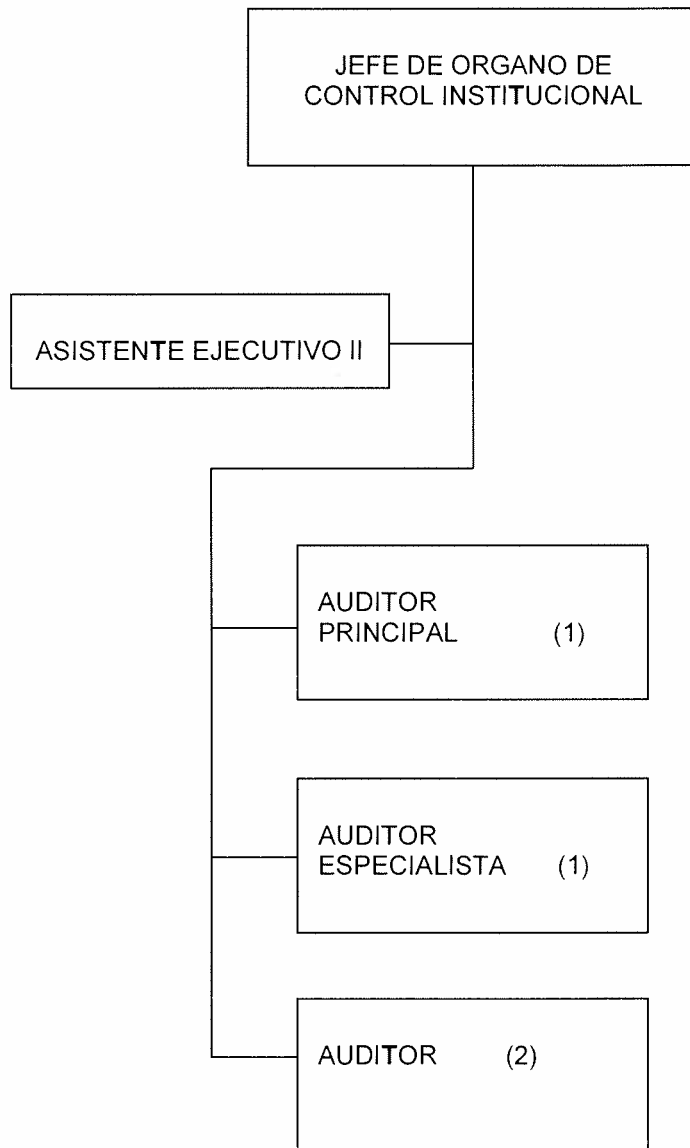 JEFE DE ORGANO DE
CONTROL INSTITUCIONAL
ASISTENTE EJECUTIVO II
AUDITOR
PRINCIPAL (1)
AUDITOR
ESPECIALISTA (1)
AUDITOR (2)